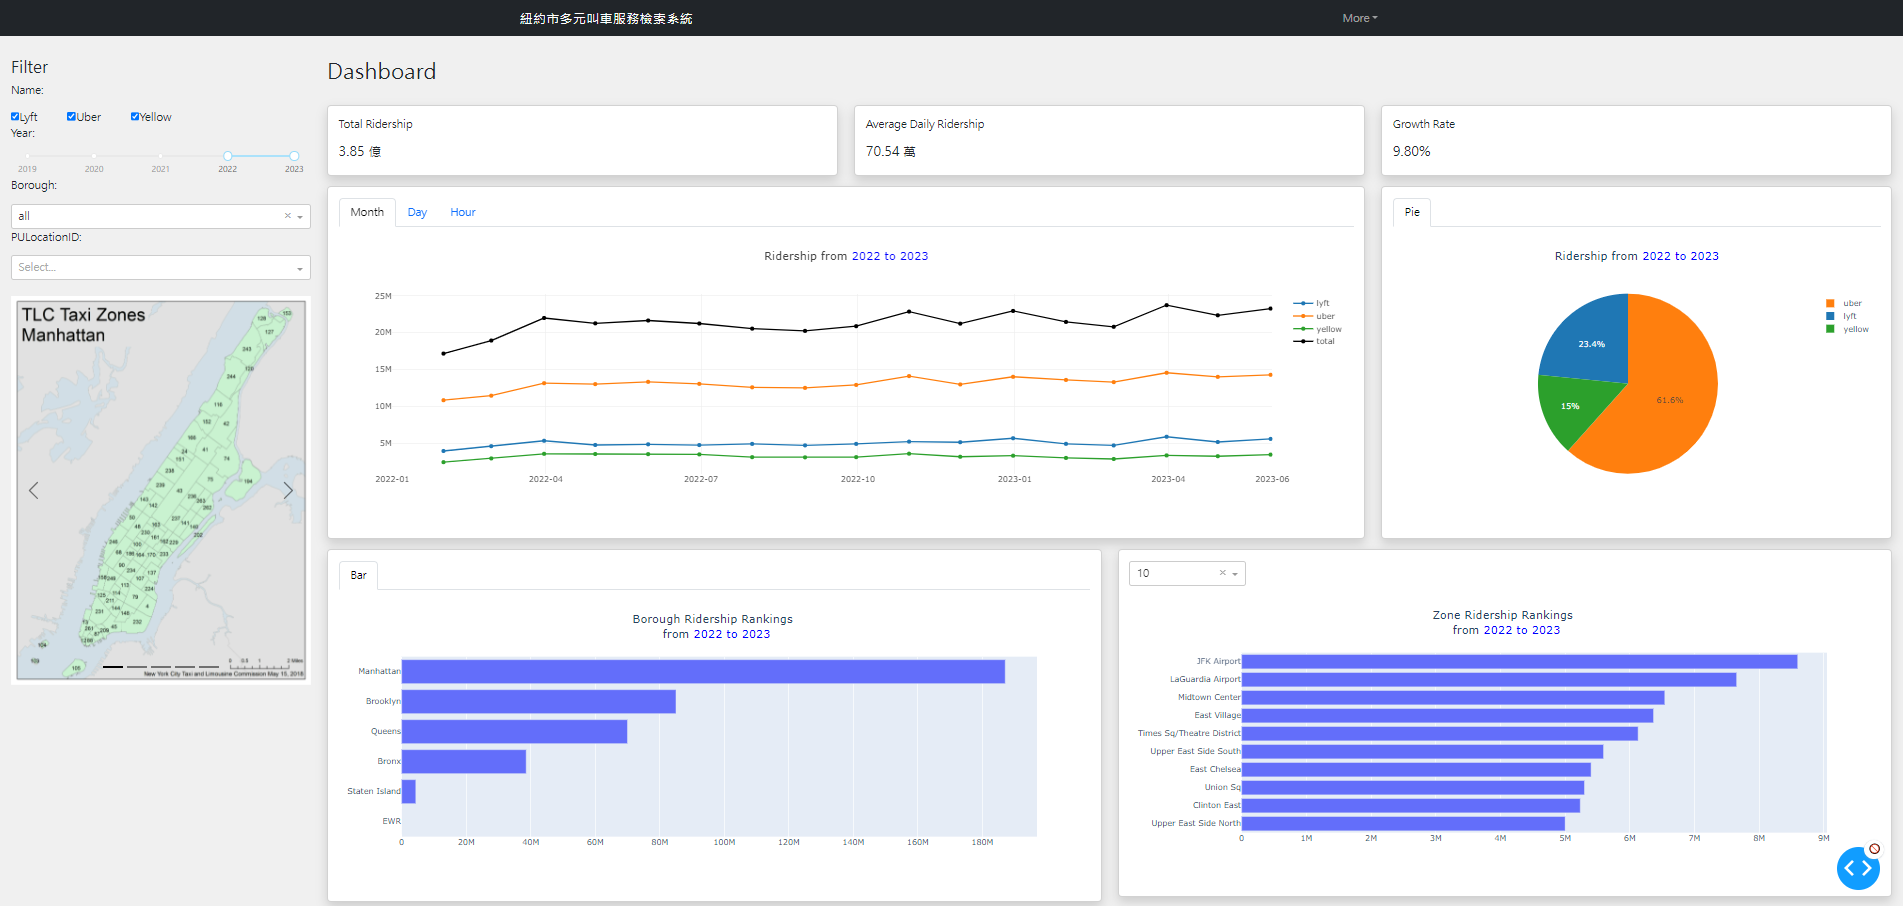 紐約市多元叫車服務檢索系統
More
Filter
Name:
Lyft Uber Yellow
Year:
2019 2020 2021 2022 2023
Borough:
all
PULocationID:
Select...
TLC Taxi Zones
Manhattan
New York City Taxi and Limousine Commission May 15, 2018
Dashboard
Total Ridership
3.85 億
Average Daily Ridership
70.54 萬
Growth Rate
9.80%
Month Day Hour
Ridership from 2022 to 2023
25M
20M
15M
10M
5M
2022-01 2022-04 2022-07 2022-10 2023-01 2023-04 2023-06
lyft
uber
yellow
total
Pie
Ridership from 2022 to 2023
23.4%
15%
61.6%
uber
lyft
yellow
Bar
Borough Ridership Rankings
from 2022 to 2023
Manhattan
Brooklyn
Queens
Bronx
Staten Island
EWR
0 20M 40M 60M 80M 100M 120M 140M 160M 180M
10
Zone Ridership Rankings
from 2022 to 2023
JFK Airport
LaGuardia Airport
Midtown Center
East Village
Times Sq/Theatre District
Upper East Side South
East Chelsea
Union Sq
Clinton East
Upper East Side North
0 1M 2M 3M 4M 5M 6M 7M 8M 9M